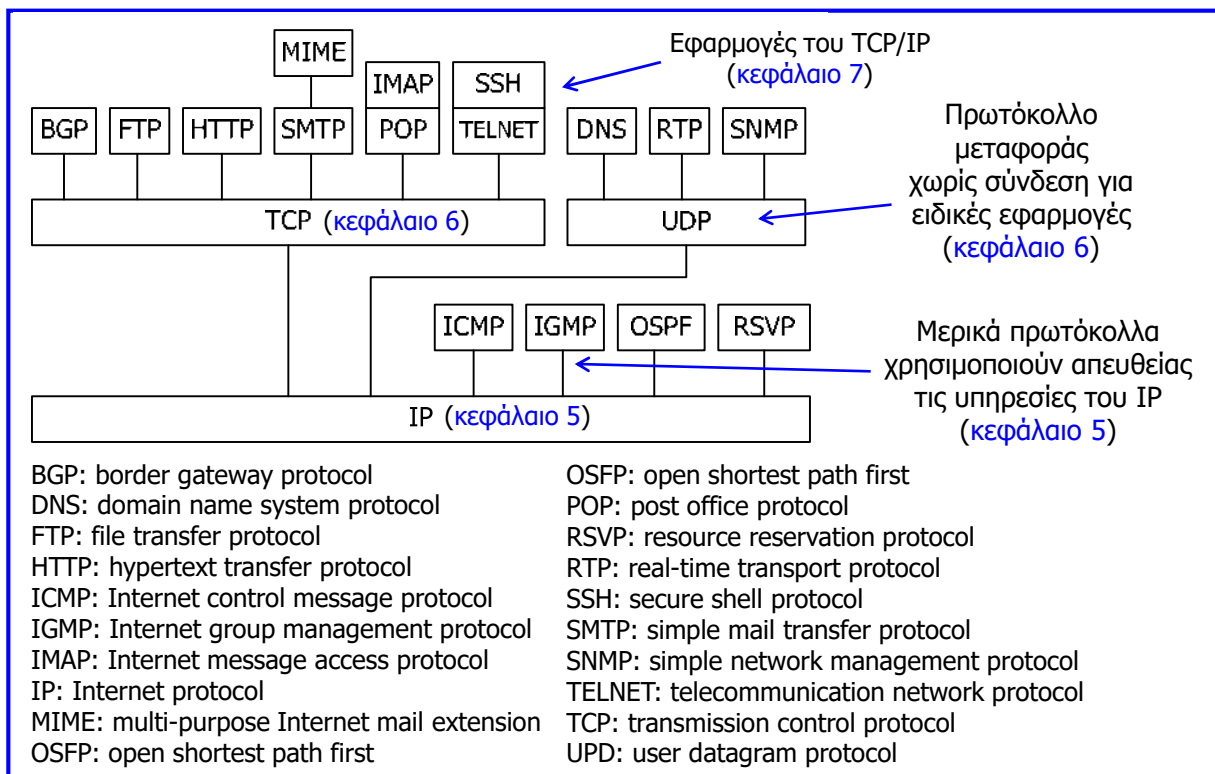 MIME
Εφαρμογές του TCP/IP
(κεφάλαιο 7)
IMAP
SSH
BGP
FTP
HTTP
SMTP
POP
TELNET
DNS
RTP
SNMP
Πρωτόκολλο
μεταφοράς
χωρίς σύνδεση για
ειδικές εφαρμογές
(κεφάλαιο 6)
TCP (κεφάλαιο 6)
UDP
ICMP
IGMP
OSPF
RSVP
Μερικά πρωτόκολλα
χρησιμοποιούν απευθείας
τις υπηρεσίες του IP
(κεφάλαιο 5)
IP (κεφάλαιο 5)
BGP: border gateway protocol
DNS: domain name system protocol
FTP: file transfer protocol
HTTP: hypertext transfer protocol
ICMP: Internet control message protocol
IGMP: Internet group management protocol
IMAP: Internet message access protocol
IP: Internet protocol
MIME: multi-purpose Internet mail extension
OSFP: open shortest path first
OSFP: open shortest path first
POP: post office protocol
RSVP: resource reservation protocol
RTP: real-time transport protocol
SSH: secure shell protocol
SMTP: simple mail transfer protocol
SNMP: simple network management protocol
TELNET: telecommunication network protocol
TCP: transmission control protocol
UPD: user datagram protocol